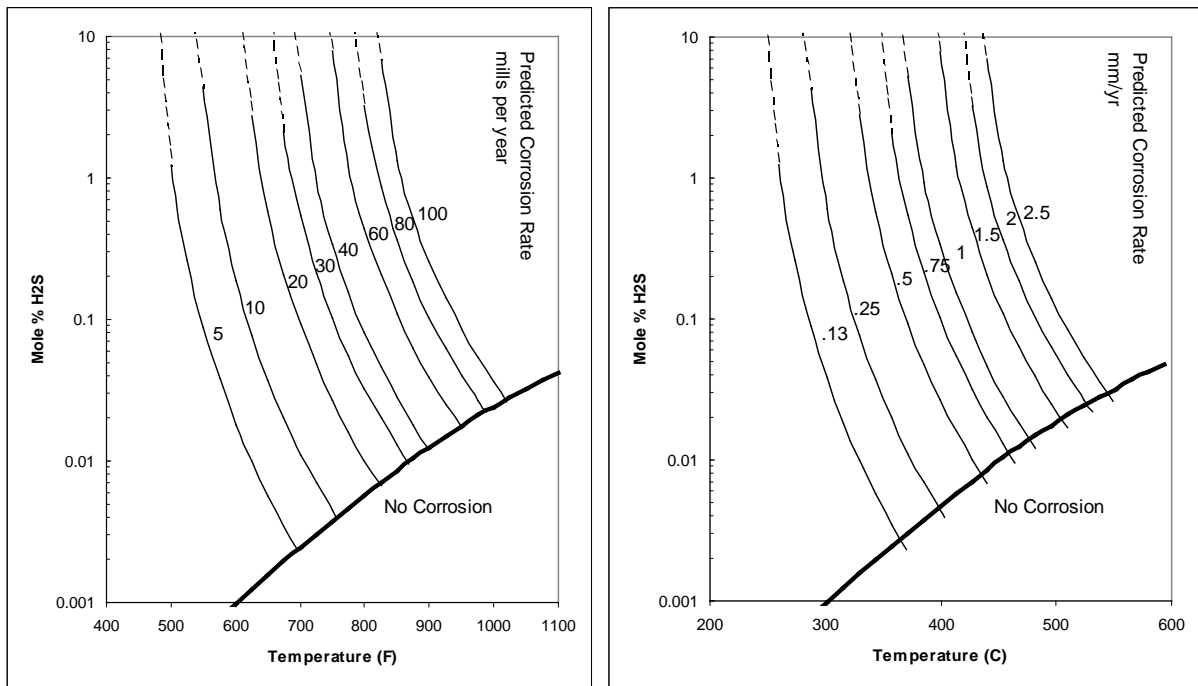 Predicted Corrosion Rate
mills per year
10
1
0.1
0.01
0.001
Mole % H2S
5
10
20
30
40
60
80
100
No Corrosion
400 500 600 700 800 900 1000 1100
Temperature (F)
Predicted Corrosion Rate
mm/yr
10
1
0.1
0.01
0.001
Mole % H2S
.13
.25
.5
.75
1
1.5
2
2.5
No Corrosion
200 300 400 500 600
Temperature (C)